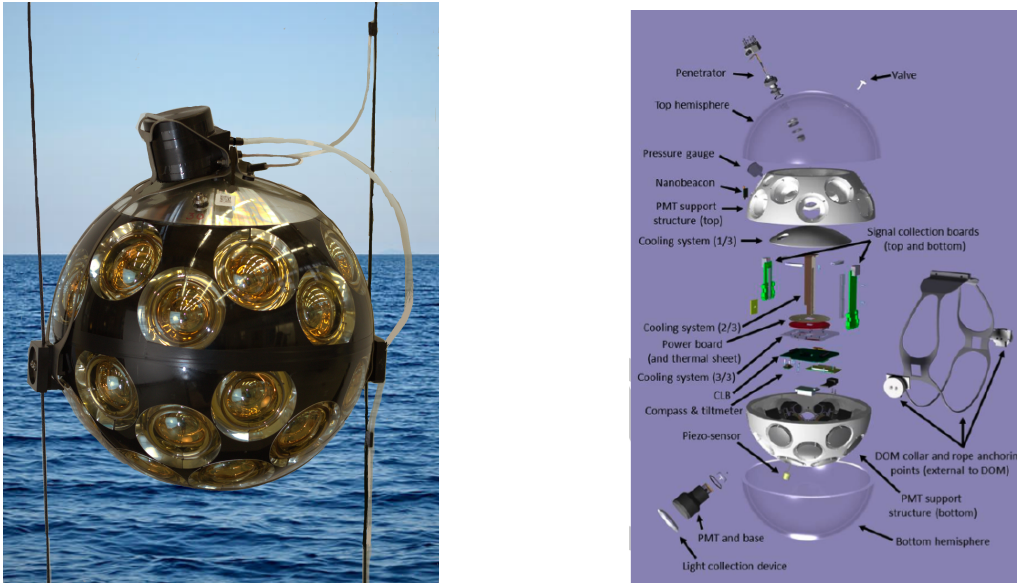 Penetrator
Valve
Top hemisphere
Pressure gauge
Nanobeacon
PMT support
structure (top)
Signal collection boards
(top and bottom)
Cooling system (1/3)
Cooling system (2/3)
Power board
(and thermal sheet)
Cooling system (3/3)
CLB
Compass & tiltmeter
Piezo-sensor
DOM collar and rope anchoring
points (external to DOM)
PMT support
structure (bottom)
PMT and base
Bottom hemisphere
Light collection device